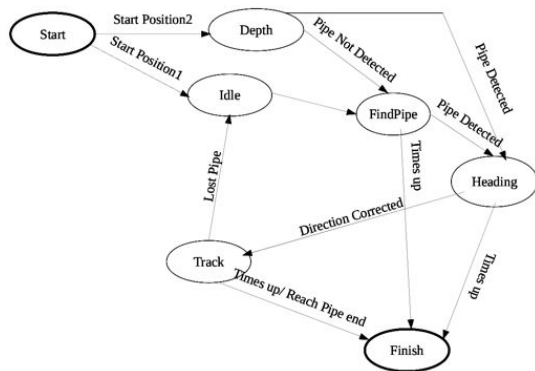 Start
Start Position2
Depth
Start Position1
Pipe Not Detected
Pipe Detected
Idle
FindPipe
Pipe Detected
Lost Pipe
Times up
Heading
Direction Corrected
Track
Times up/ Reach Pipe end
Times up
Finish